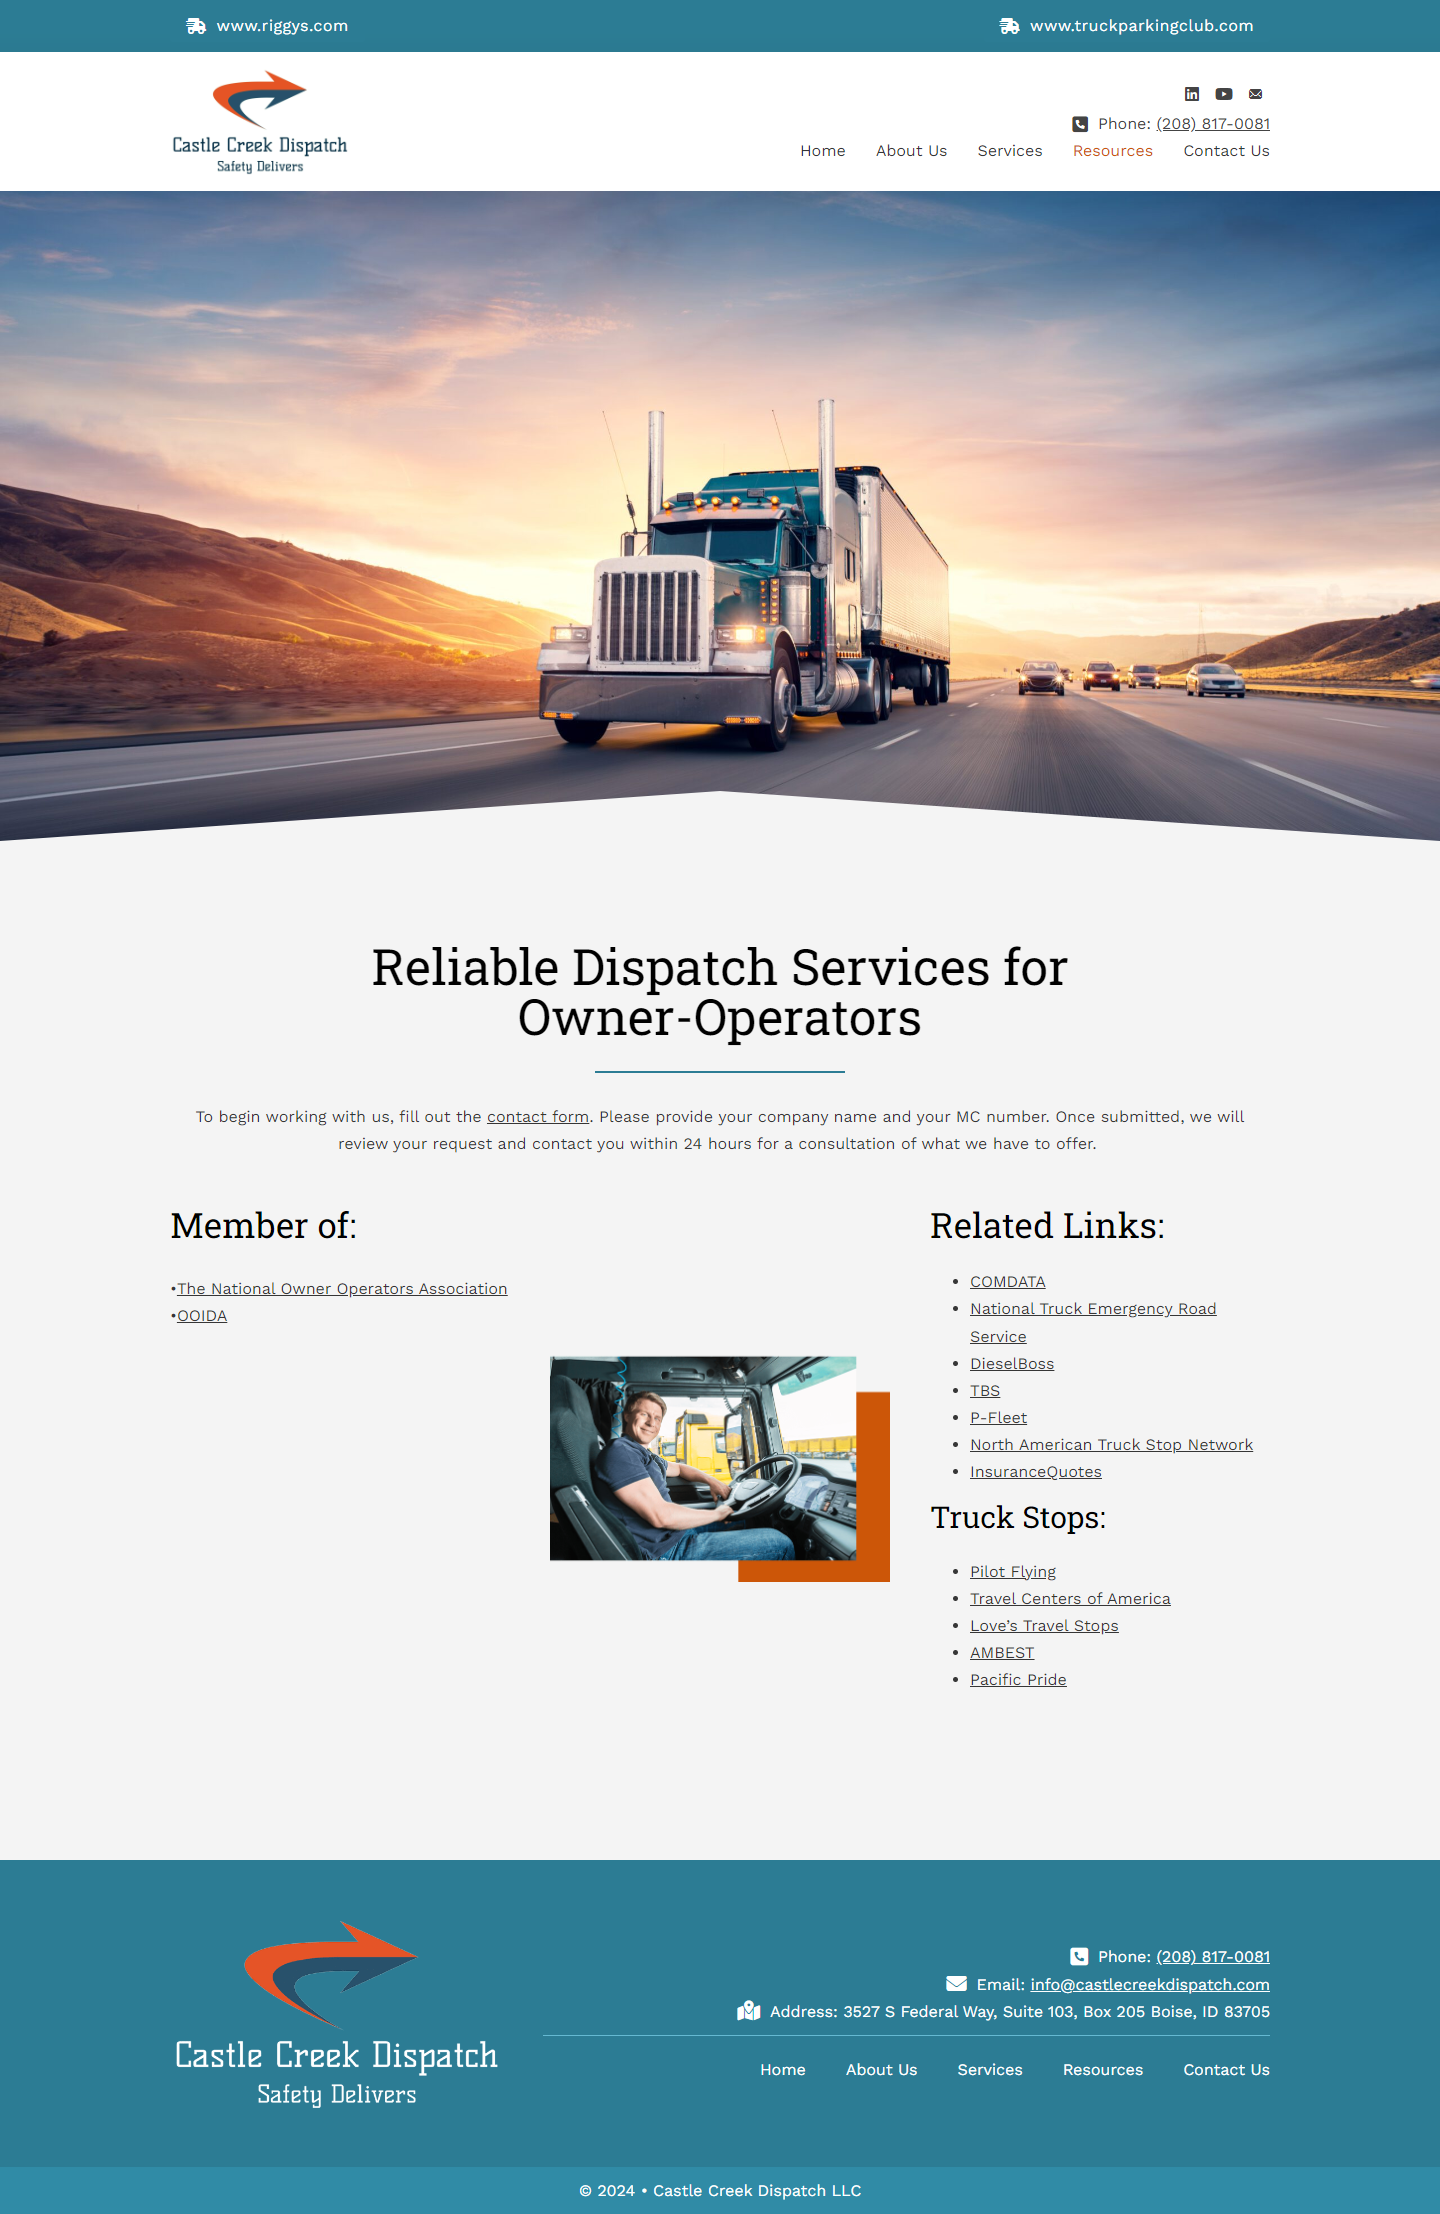 www.riggys.com
www.truckparkingclub.com
Castle Creek Dispatch
Safety Delivers
Phone: (208) 817-0081
Home About Us Services Resources Contact Us
Reliable Dispatch Services for
Owner-Operators
To begin working with us, fill out the contact form. Please provide your company name and your MC number. Once submitted, we will
review your request and contact you within 24 hours for a consultation of what we have to offer.
Member of:
•The National Owner Operators Association
•OOIDA
Related Links:
• COMDATA
• National Truck Emergency Road
Service
• DieselBoss
• TBS
• P-Fleet
• North American Truck Stop Network
• InsuranceQuotes
Truck Stops:
• Pilot Flying
• Travel Centers of America
• Love’s Travel Stops
• AMBEST
• Pacific Pride
Castle Creek Dispatch
Safety Delivers
Phone: (208) 817-0081
Email: info@castlecreekdispatch.com
Address: 3527 S Federal Way, Suite 103, Box 205 Boise, ID 83705
Home About Us Services Resources Contact Us
© 2024 • Castle Creek Dispatch LLC